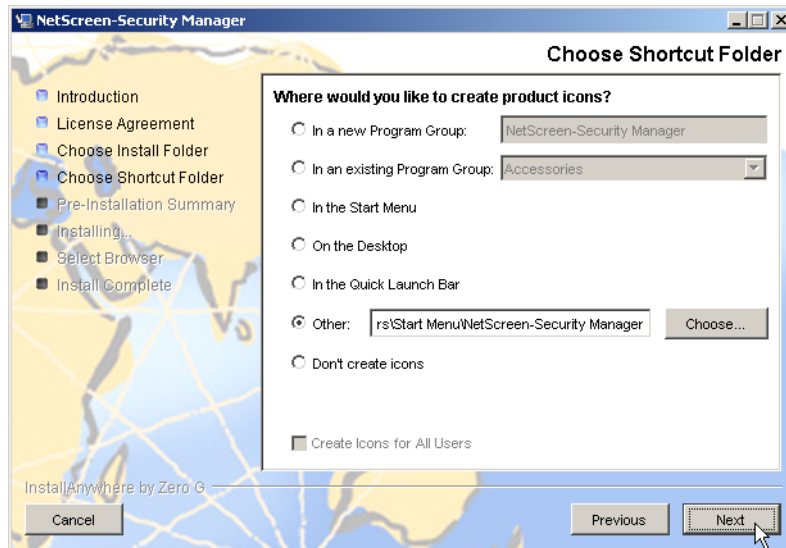 NetScreen-Security Manager
Choose Shortcut Folder
Introduction
License Agreement
Choose Install Folder
Choose Shortcut Folder
Pre-Installation Summary
Installing...
Select Browser
Install Complete
Where would you like to create product icons?
In a new Program Group: NetScreen-Security Manager
In an existing Program Group: Accessories
In the Start Menu
On the Desktop
In the Quick Launch Bar
Other: rs\Start Menu\NetScreen-Security Manager Choose...
Don't create icons
Create Icons for All Users
InstallAnywhere by Zero G
Cancel Previous Next